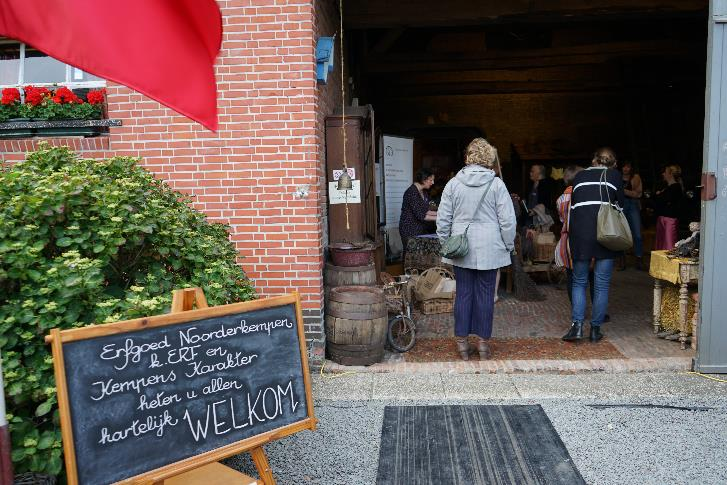 Erfgoed Noorderkempen
k.ERF en
Kempens Karakter
heten u allen
hartelijk WELKOM